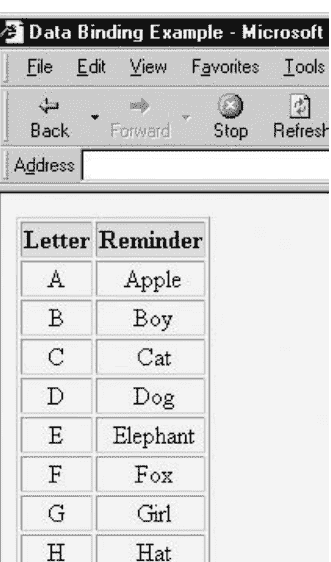 Data Binding Example - Microsoft
File Edit View Favorites Tools
Back Forward Stop Refresh
Address
Letter Reminder
A Apple
B Boy
C Cat
D Dog
E Elephant
F Fox
G Girl
H Hat